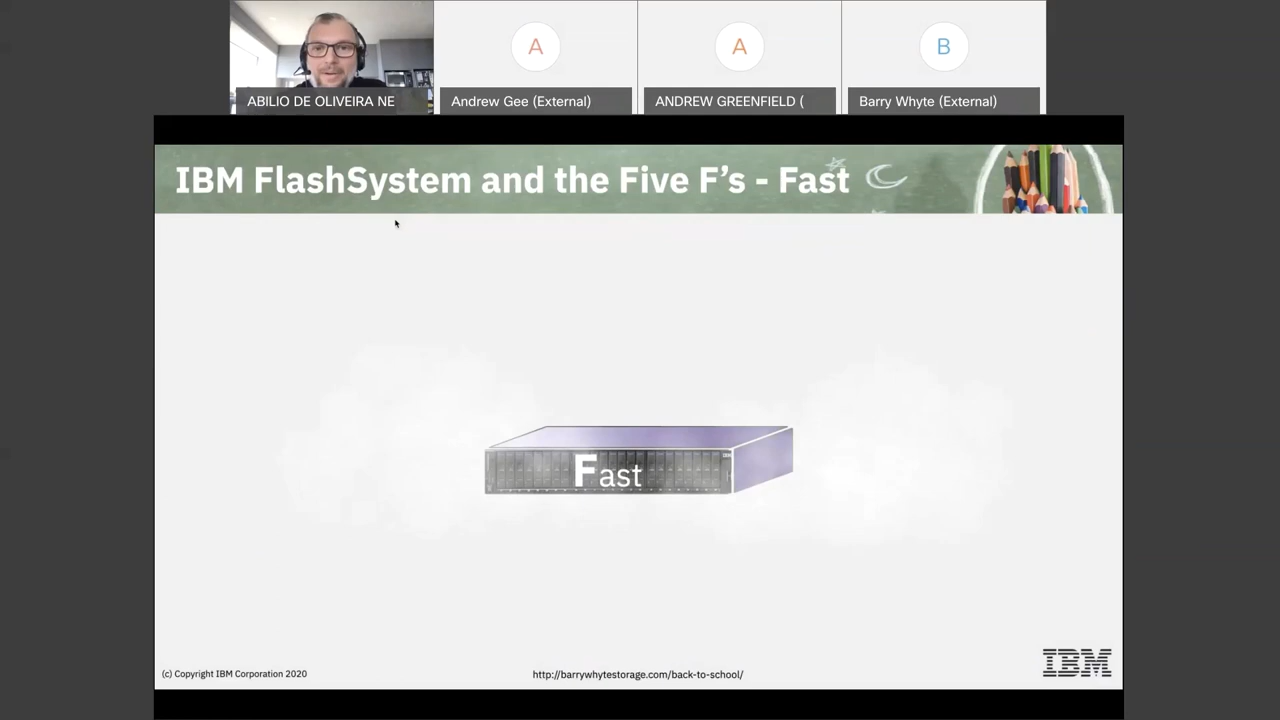 A
A
B
ABILIO DE OLIVEIRA NE
Andrew Gee (External)
ANDREW GREENFIELD (
Barry Whyte (External)
IBM FlashSystem and the Five F's - Fast
IBM
Fast
(c) Copyright IBM Corporation 2020
http://barrywhytestorage.com/back-to-school/
IBM